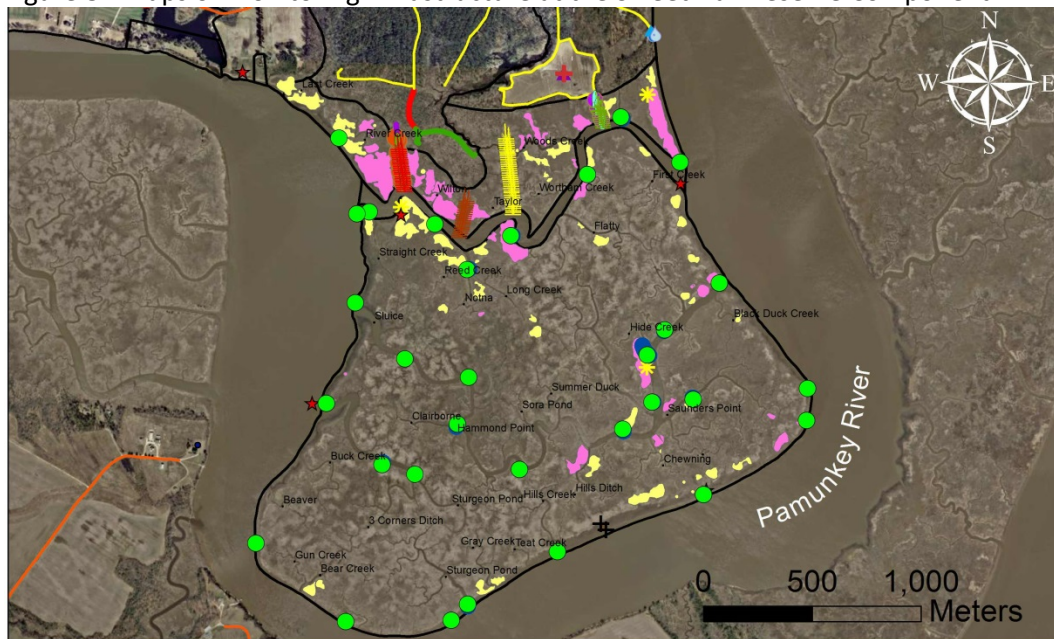 N
W E
S
Last Creek
River Creek
Woods Creek
Wilton
Wortham Creek
First Creek
Taylor
Flatty
Straight Creek
Reed Creek
Long Creek
Notna
Sluice
Black Duck Creek
Hide Creek
Summer Duck
Sora Pond
Saunders Point
Clairborne
Hammond Point
Pamunkey River
Buck Creek
Chewning
Hills Ditch
Beaver
Sturgeon Pond
Hills Creek
3 Corners Ditch
Gray Creek
Teat Creek
Gun Creek
Bear Creek
Sturgeon Pond
0 500 1,000
Meters